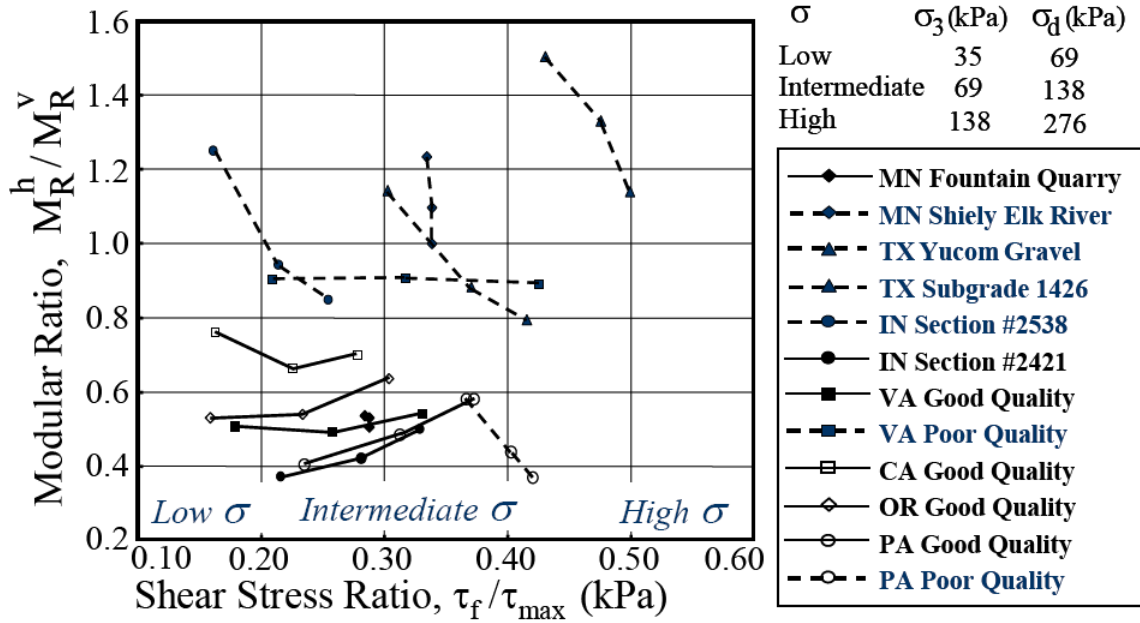 1.6
1.4
1.2
1.0
0.8
0.6
0.4
0.2
Modular Ratio, M_R^h / M_R^v
Low σ Intermediate σ High σ
0.10 0.20 0.30 0.40 0.50 0.60
Shear Stress Ratio, τ_f/τ_max (kPa)
σ σ_3 (kPa) σ_d (kPa)
Low 35 69
Intermediate 69 138
High 138 276
MN Fountain Quarry
MN Shiely Elk River
TX Yucom Gravel
TX Subgrade 1426
IN Section #2538
IN Section #2421
VA Good Quality
VA Poor Quality
CA Good Quality
OR Good Quality
PA Good Quality
PA Poor Quality